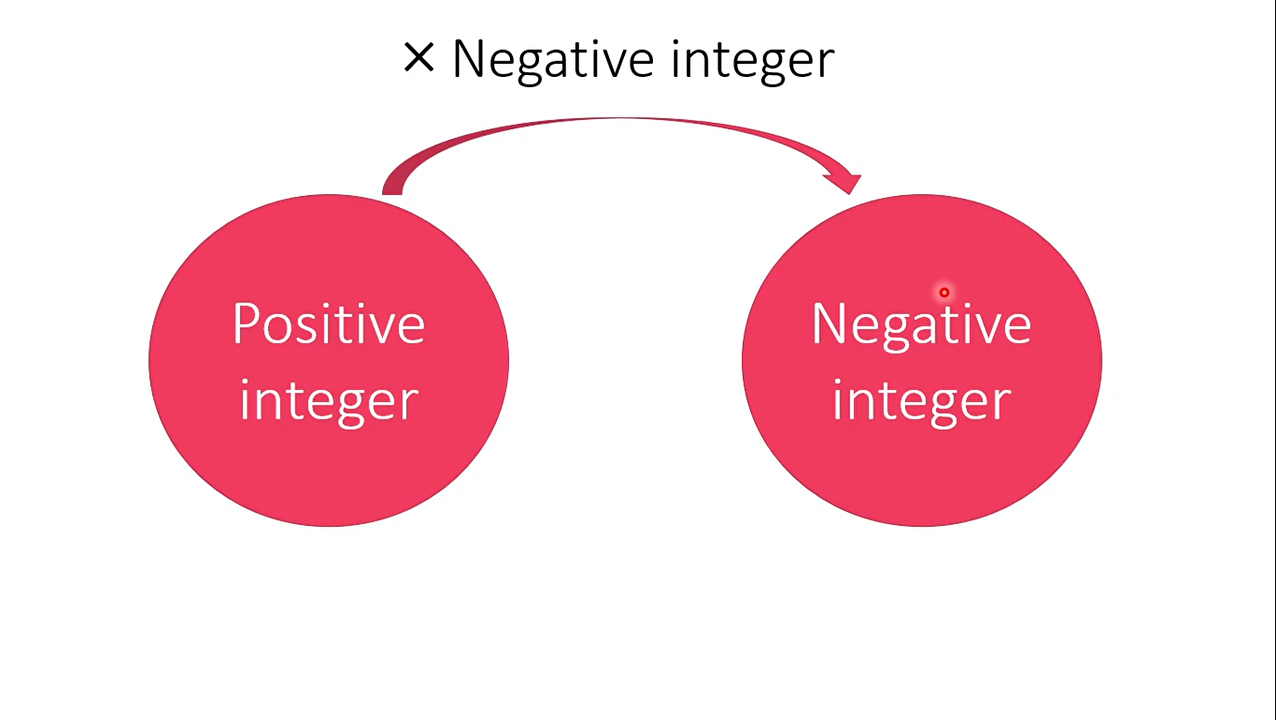 × Negative integer
Positive
integer
Negative
integer